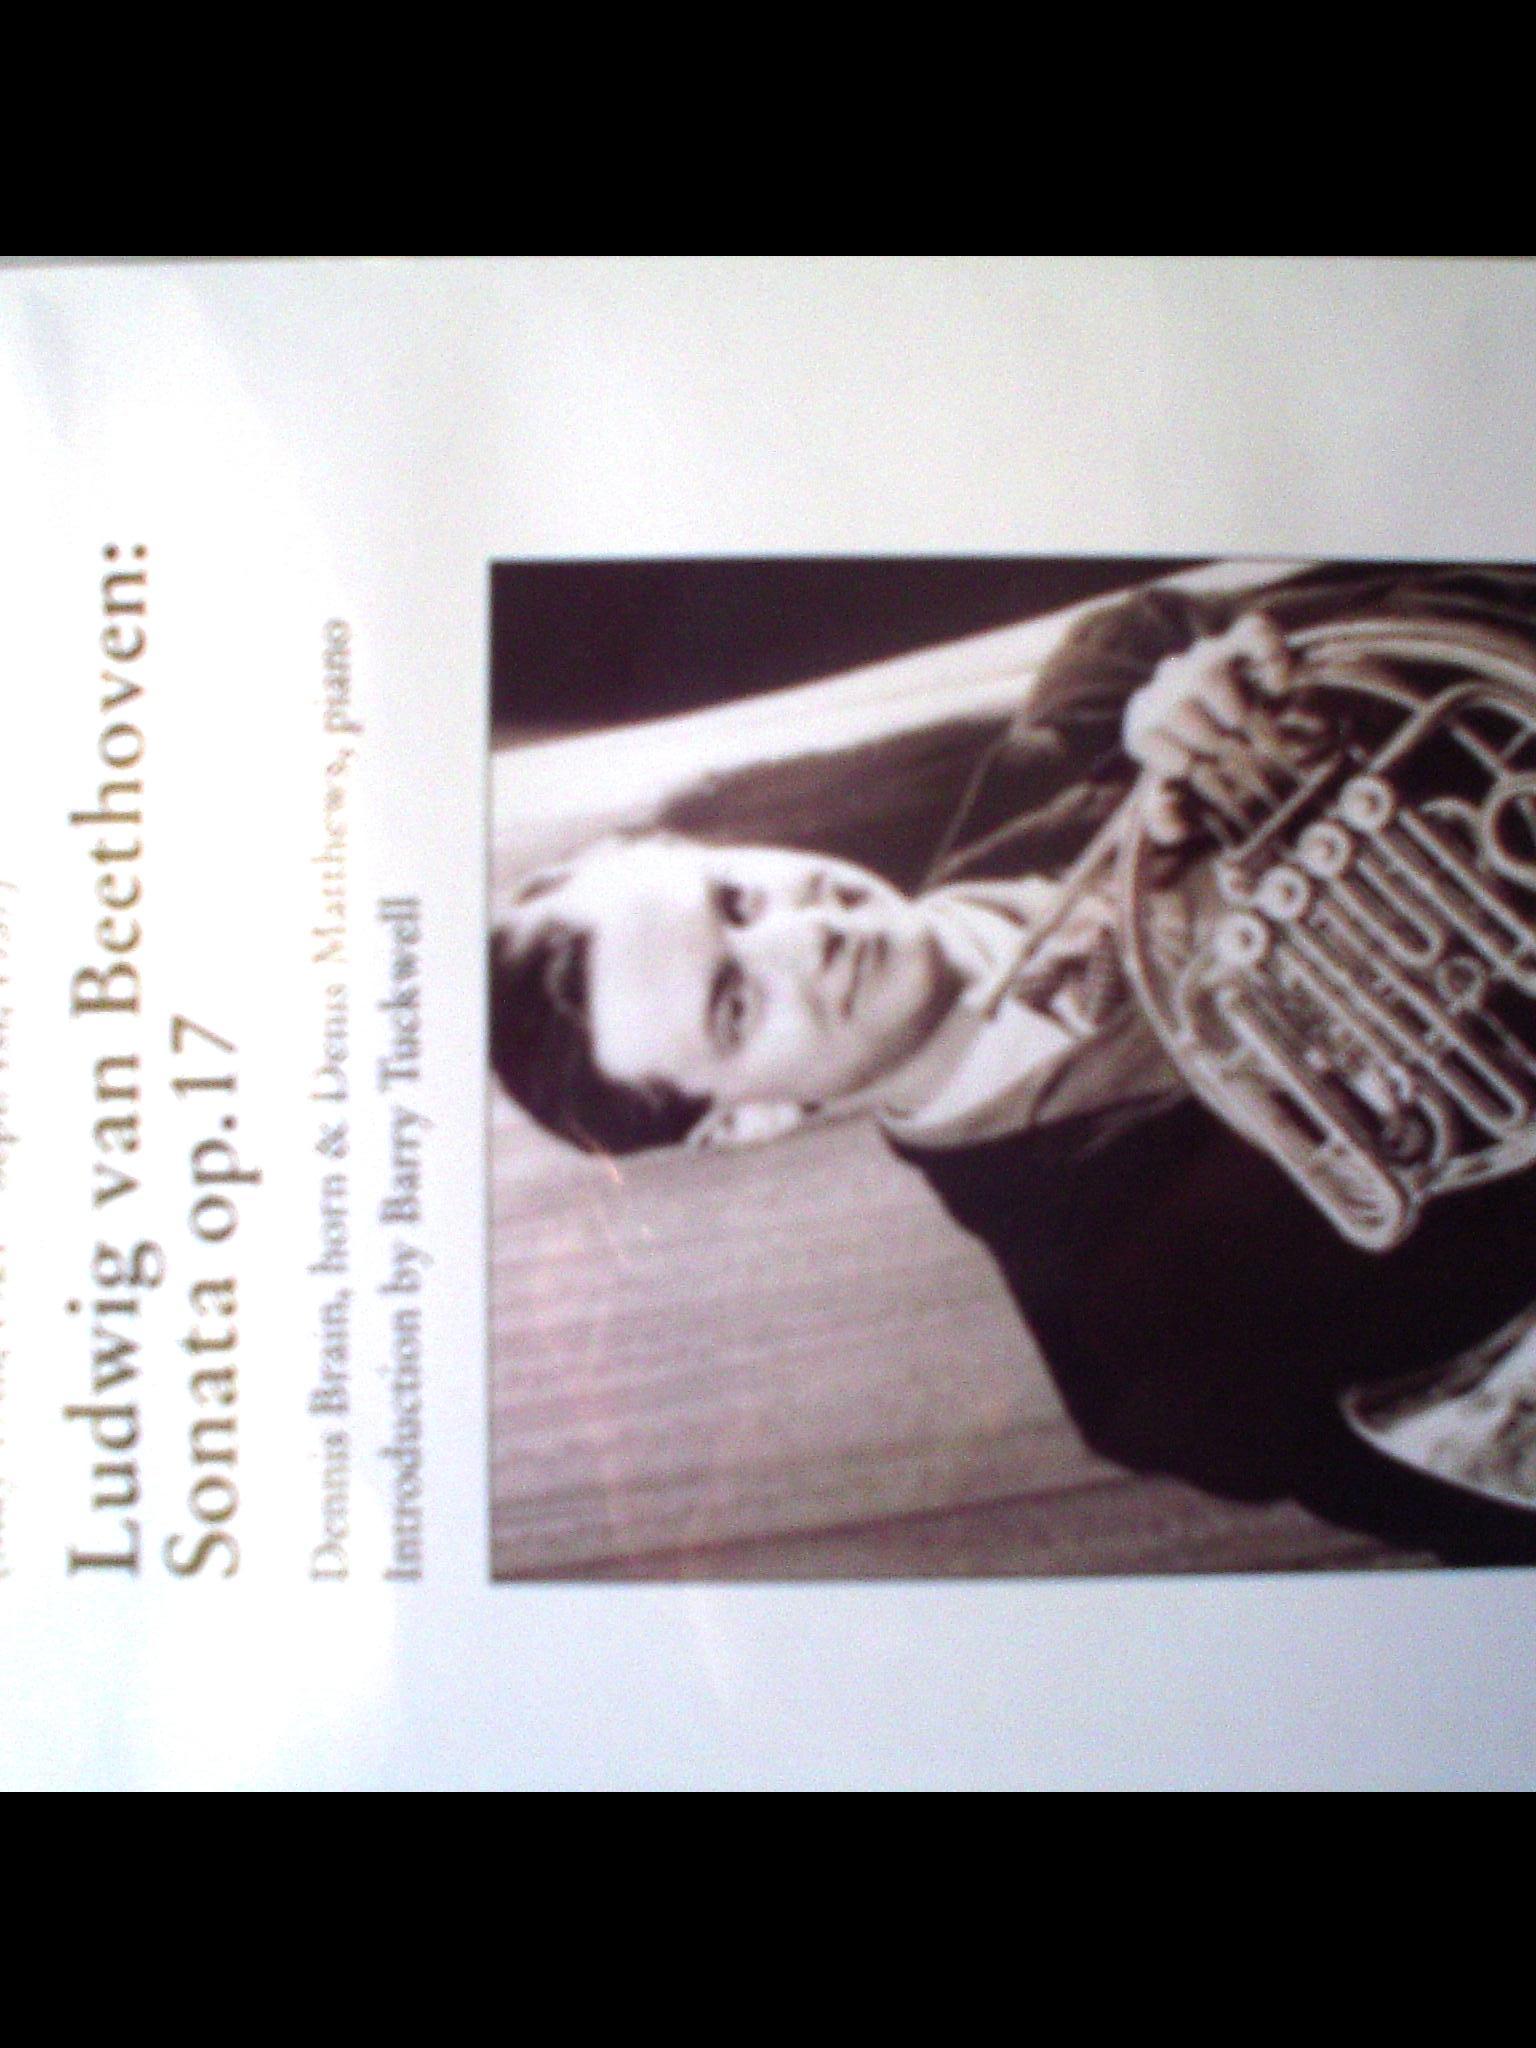 Ludwig van Beethoven:
Sonata op.17
Dennis Brain, horn & Denis Matthews, piano
Introduction by Barry Tuckwell